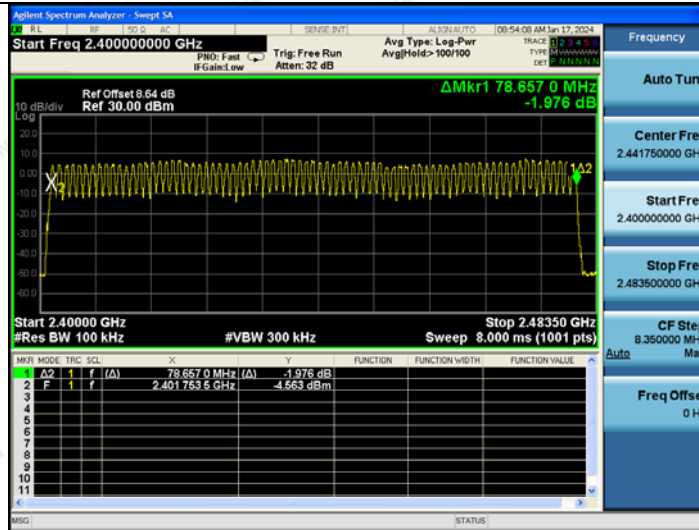 Agilent Spectrum Analyzer - Swept SA
RL RF 50 Ω AC SENSE:INT ALIGN AUTO 08:54:08 AM Jan 17, 2024
Start Freq 2.400000000 GHz
PNO: Fast
IFGain:Low
Trig: Free Run
Atten: 32 dB
Avg Type: Log-Pwr
Avg|Hold:>100/100
TRACE 1 2 3 4 5 6
TYPE M
DET P N N N N N
ΔMkr1 78.657 0 MHz
-1.976 dB
Ref Offset 8.64 dB
10 dB/div Ref 30.00 dBm
Log
20.0
10.0
0.00
-10.0
-20.0
-30.0
-40.0
-50.0
-60.0
2
1Δ2
Start 2.40000 GHz Stop 2.48350 GHz
#Res BW 100 kHz #VBW 300 kHz Sweep 8.000 ms (1001 pts)
MKR MODE TRC SCL X Y FUNCTION FUNCTION WIDTH FUNCTION VALUE
1 Δ2 1 f (Δ) 78.657 0 MHz (Δ) -1.976 dB
2 F 1 f 2.401 753 5 GHz -4.563 dBm
3
4
5
6
7
8
9
10
11
MSG STATUS
Frequency
Auto Tun
Center Fre
2.441750000 GH
Start Fre
2.400000000 GH
Stop Fre
2.483500000 GH
CF Ste
8.350000 MH
Auto Ma
Freq Offse
0 H